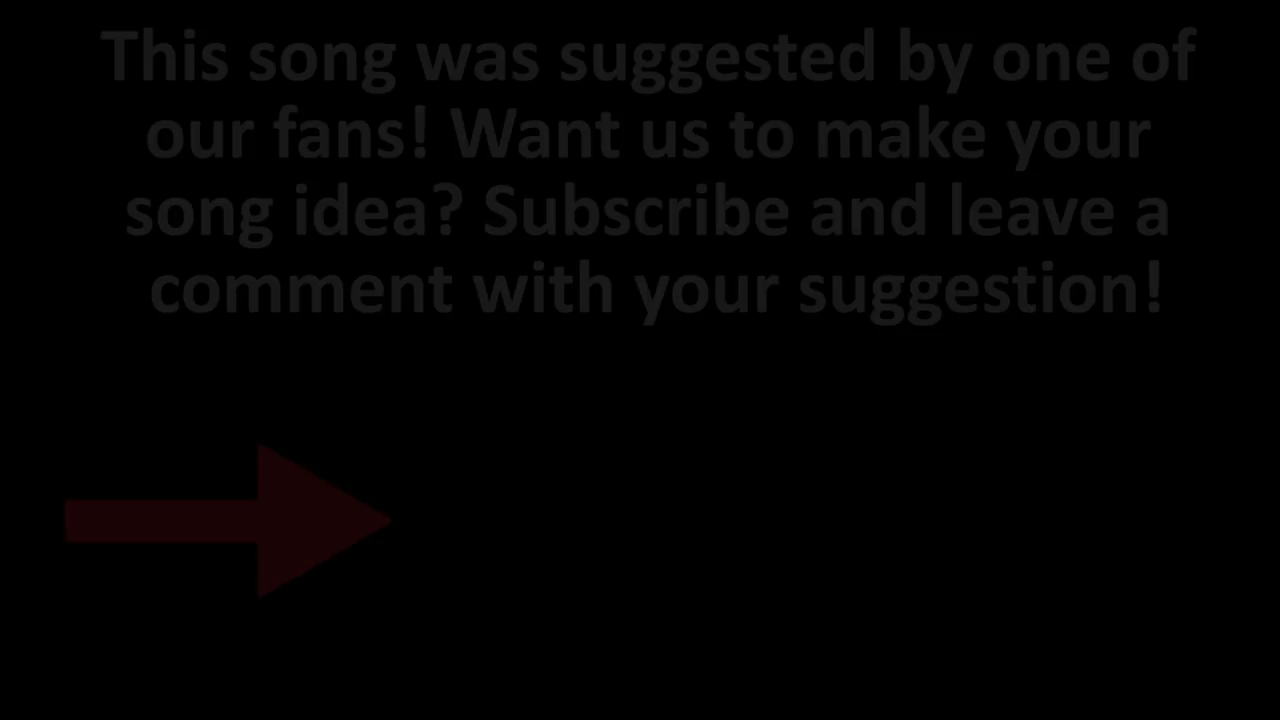 This song was suggested by one of
our fans! Want us to make your
song idea? Subscribe and leave a
comment with your suggestion!